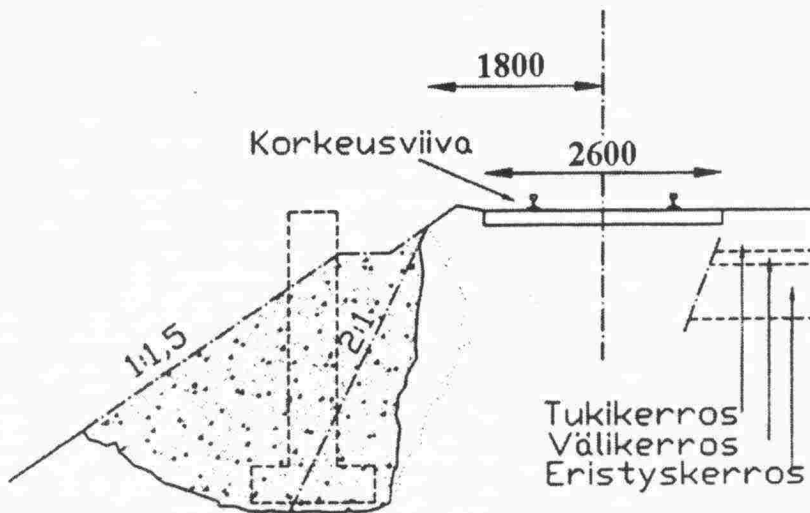 1800
Korkeusviiva
2600
1:1,5
2:1
Tukikerros
Välikerros
Eristyskerros